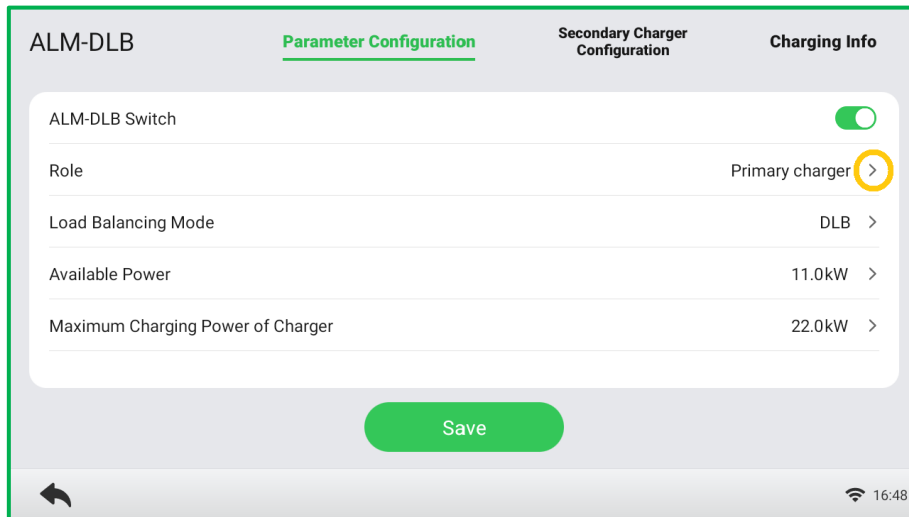 ALM-DLB
Parameter Configuration
Secondary Charger
Configuration
Charging Info
ALM-DLB Switch
Role
Primary charger
Load Balancing Mode
DLB
Available Power
11.0kW
Maximum Charging Power of Charger
22.0kW
Save
16:48